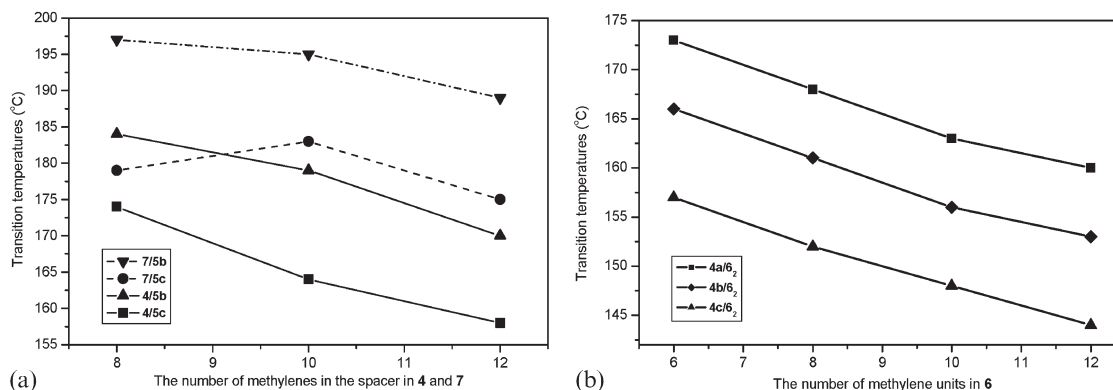 200
195
190
185
180
175
170
165
160
155
Transition temperatures (°C)
7/5b
7/5c
4/5b
4/5c
8 9 10 11 12
The number of methylenes in the spacer in 4 and 7
(a)
175
170
165
160
155
150
145
Transition temperatures (°C)
4a/6₂
4b/6₂
4c/6₂
6 7 8 9 10 11 12
The number of methylene units in 6
(b)